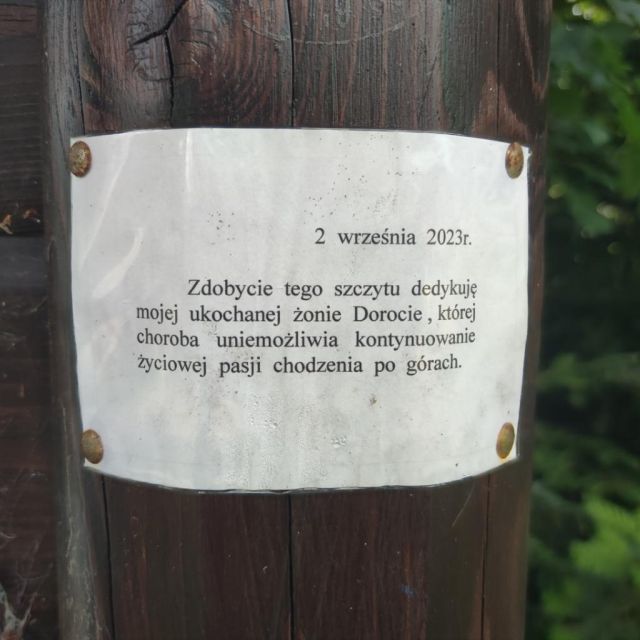 2 września 2023r.
Zdobycie tego szczytu dedykuję
mojej ukochanej żonie Dorocie , której
choroba uniemożliwia kontynuowanie
życiowej pasji chodzenia po górach.